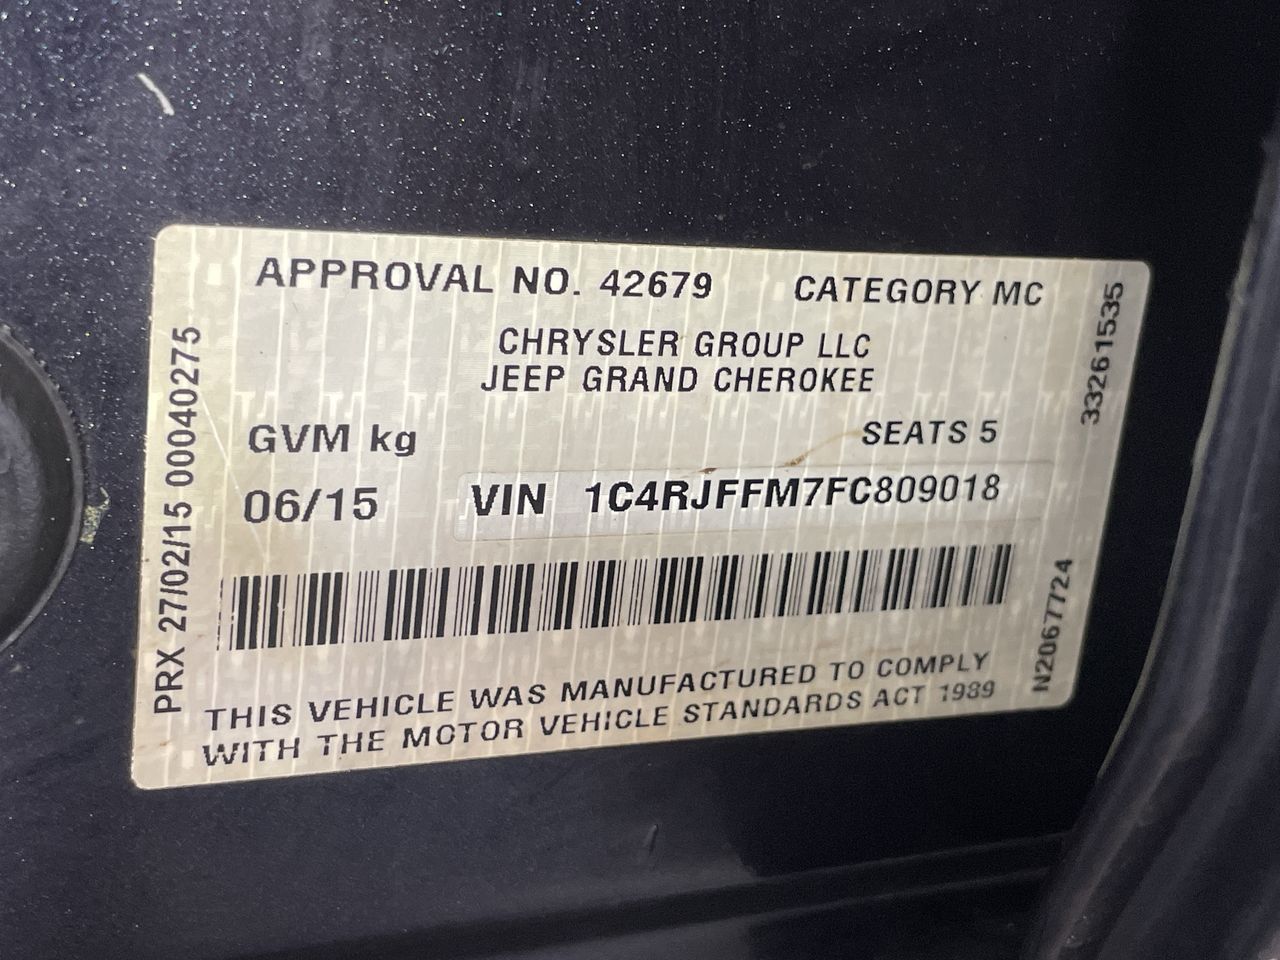 APPROVAL NO. 42679 CATEGORY MC
CHRYSLER GROUP LLC
JEEP GRAND CHEROKEE
GVM kg SEATS 5
06/15 VIN 1C4RJFFM7FC809018
THIS VEHICLE WAS MANUFACTURED TO COMPLY
WITH THE MOTOR VEHICLE STANDARDS ACT 1989
PRX 27/02/15 00040275
33261535
N2067724